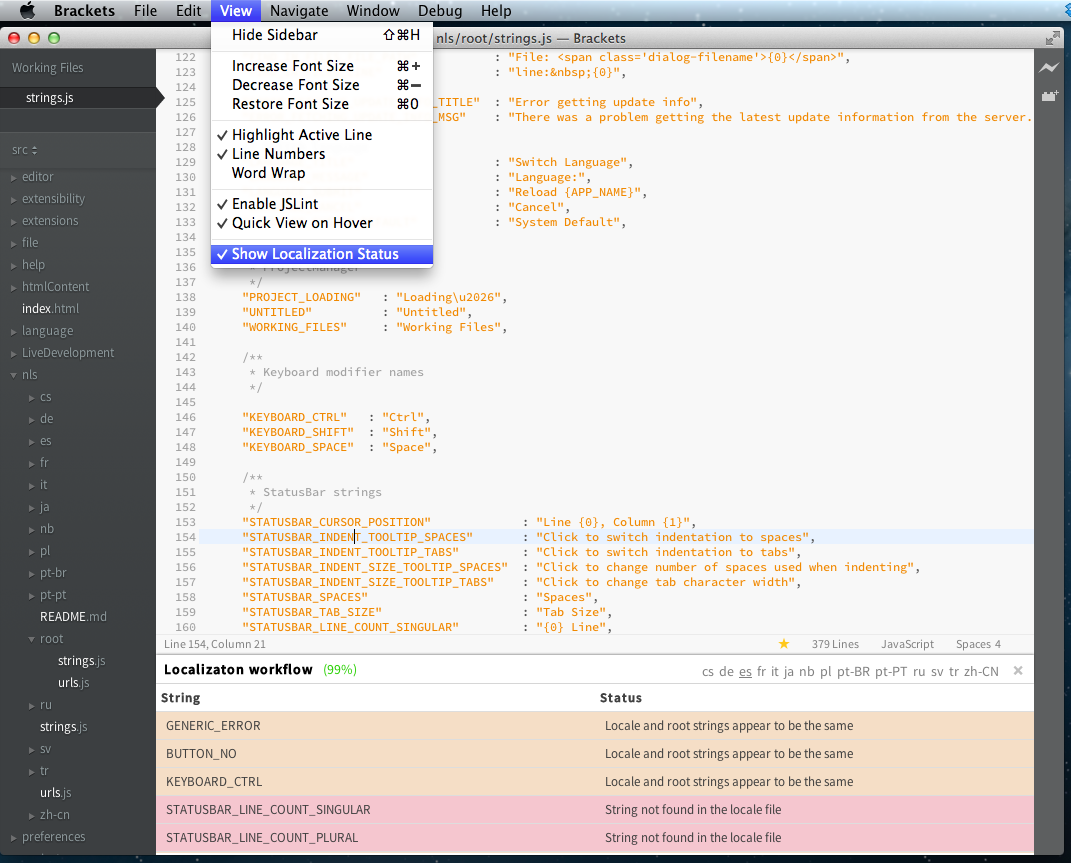 Brackets File Edit View Navigate Window Debug Help
nls/root/strings.js — Brackets
Hide Sidebar ⇧⌘H
Increase Font Size ⌘+
Decrease Font Size ⌘−
Restore Font Size ⌘0
✓ Highlight Active Line
✓ Line Numbers
Word Wrap
✓ Enable JSLint
✓ Quick View on Hover
✓ Show Localization Status
Working Files
strings.js
src
editor
extensibility
extensions
file
help
htmlContent
index.html
language
LiveDevelopment
nls
cs
de
es
fr
it
ja
nb
pl
pt-br
pt-pt
README.md
root
strings.js
urls.js
ru
strings.js
sv
tr
urls.js
zh-cn
preferences
122 : "File: <span class='dialog-filename'>{0}</span>",
123 : "line:&nbsp;{0}",
124
125 _TITLE" : "Error getting update info",
126 _MSG" : "There was a problem getting the latest update information from the server.
127
128
129 : "Switch Language",
130 : "Language:",
131 : "Reload {APP_NAME}",
132 : "Cancel",
133 : "System Default",
134
135
136 * ProjectManager
137 */
138 "PROJECT_LOADING" : "Loading\u2026",
139 "UNTITLED" : "Untitled",
140 "WORKING_FILES" : "Working Files",
141
142 /**
143 * Keyboard modifier names
144 */
145
146 "KEYBOARD_CTRL" : "Ctrl",
147 "KEYBOARD_SHIFT" : "Shift",
148 "KEYBOARD_SPACE" : "Space",
149
150 /**
151 * StatusBar strings
152 */
153 "STATUSBAR_CURSOR_POSITION" : "Line {0}, Column {1}",
154 "STATUSBAR_INDENT_TOOLTIP_SPACES" : "Click to switch indentation to spaces",
155 "STATUSBAR_INDENT_TOOLTIP_TABS" : "Click to switch indentation to tabs",
156 "STATUSBAR_INDENT_SIZE_TOOLTIP_SPACES" : "Click to change number of spaces used when indenting",
157 "STATUSBAR_INDENT_SIZE_TOOLTIP_TABS" : "Click to change tab character width",
158 "STATUSBAR_SPACES" : "Spaces",
159 "STATUSBAR_TAB_SIZE" : "Tab Size",
160 "STATUSBAR_LINE_COUNT_SINGULAR" : "{0} Line",
Line 154, Column 21 ★ 379 Lines JavaScript Spaces 4
Localizaton workflow (99%) cs de es fr it ja nb pl pt-BR pt-PT ru sv tr zh-CN ×
String Status
GENERIC_ERROR Locale and root strings appear to be the same
BUTTON_NO Locale and root strings appear to be the same
KEYBOARD_CTRL Locale and root strings appear to be the same
STATUSBAR_LINE_COUNT_SINGULAR String not found in the locale file
STATUSBAR_LINE_COUNT_PLURAL String not found in the locale file